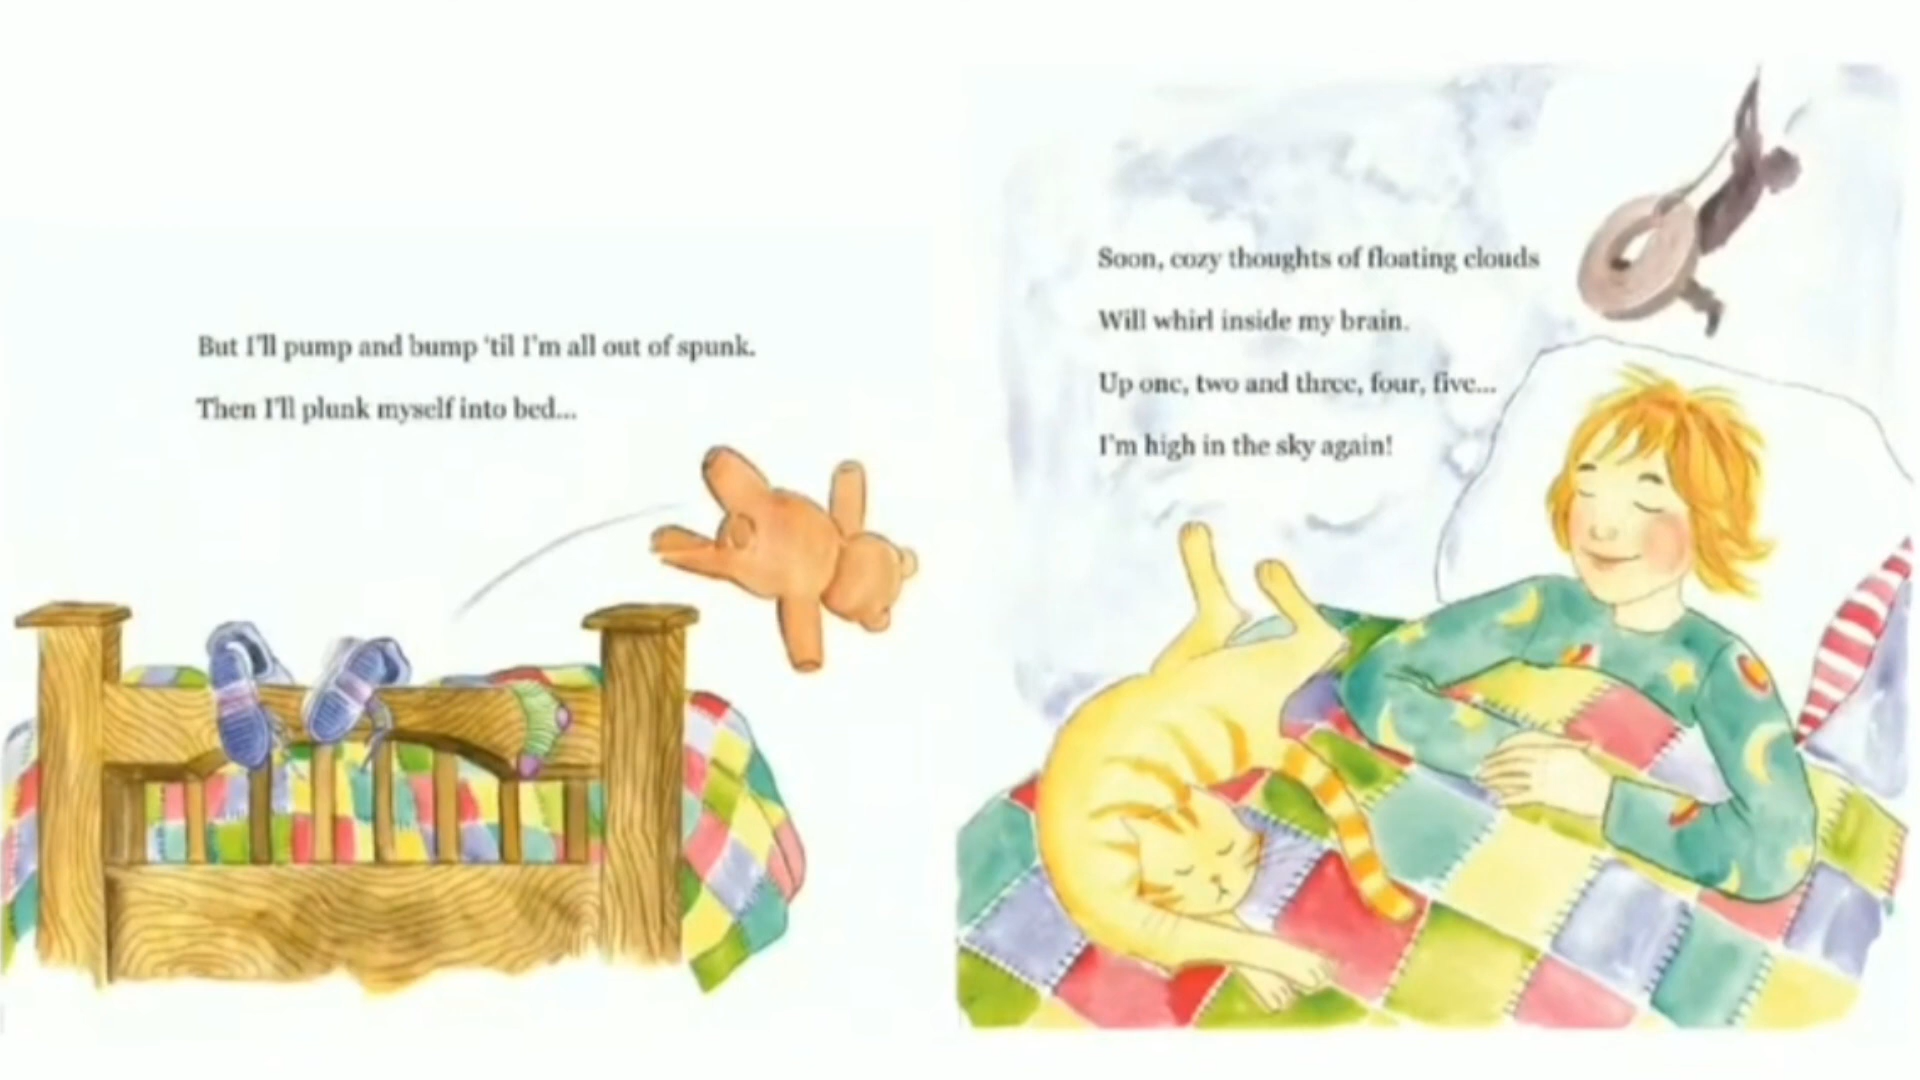 But I'll pump and bump 'til I'm all out of spunk.
Then I'll plunk myself into bed...
Soon, cozy thoughts of floating clouds
Will whirl inside my brain.
Up one, two and three, four, five...
I'm high in the sky again!